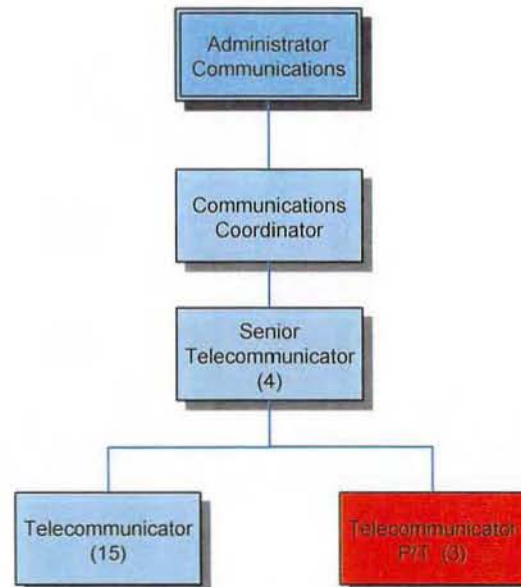 Administrator
Communications
Communications
Coordinator
Senior
Telecommunicator
(4)
Telecommunicator
(15)
Telecommunicator
P/T (3)